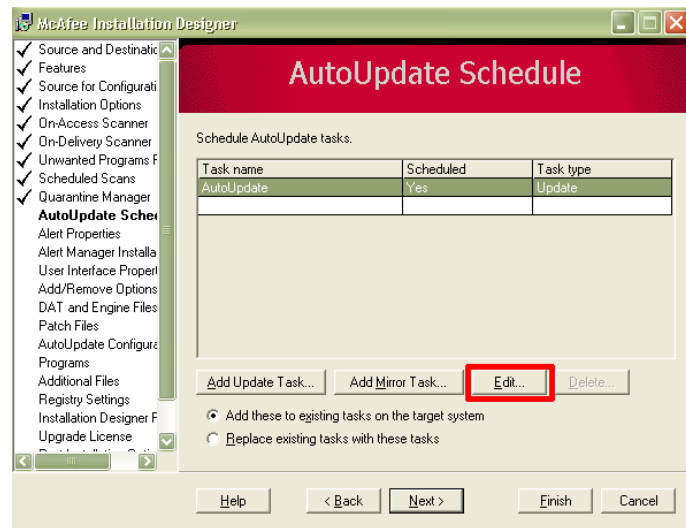 McAfee Installation Designer
Source and Destinatic
Features
Source for Configurati
Installation Options
On-Access Scanner
On-Delivery Scanner
Unwanted Programs F
Scheduled Scans
Quarantine Manager
AutoUpdate Sche
Alert Properties
Alert Manager Installa
User Interface Propert
Add/Remove Options
DAT and Engine Files
Patch Files
AutoUpdate Configura
Programs
Additional Files
Registry Settings
Installation Designer F
Upgrade License
AutoUpdate Schedule
Schedule AutoUpdate tasks.
Task name Scheduled Task type
AutoUpdate Yes Update
Add Update Task... Add Mirror Task... Edit... Delete...
Add these to existing tasks on the target system
Replace existing tasks with these tasks
Help < Back Next > Finish Cancel